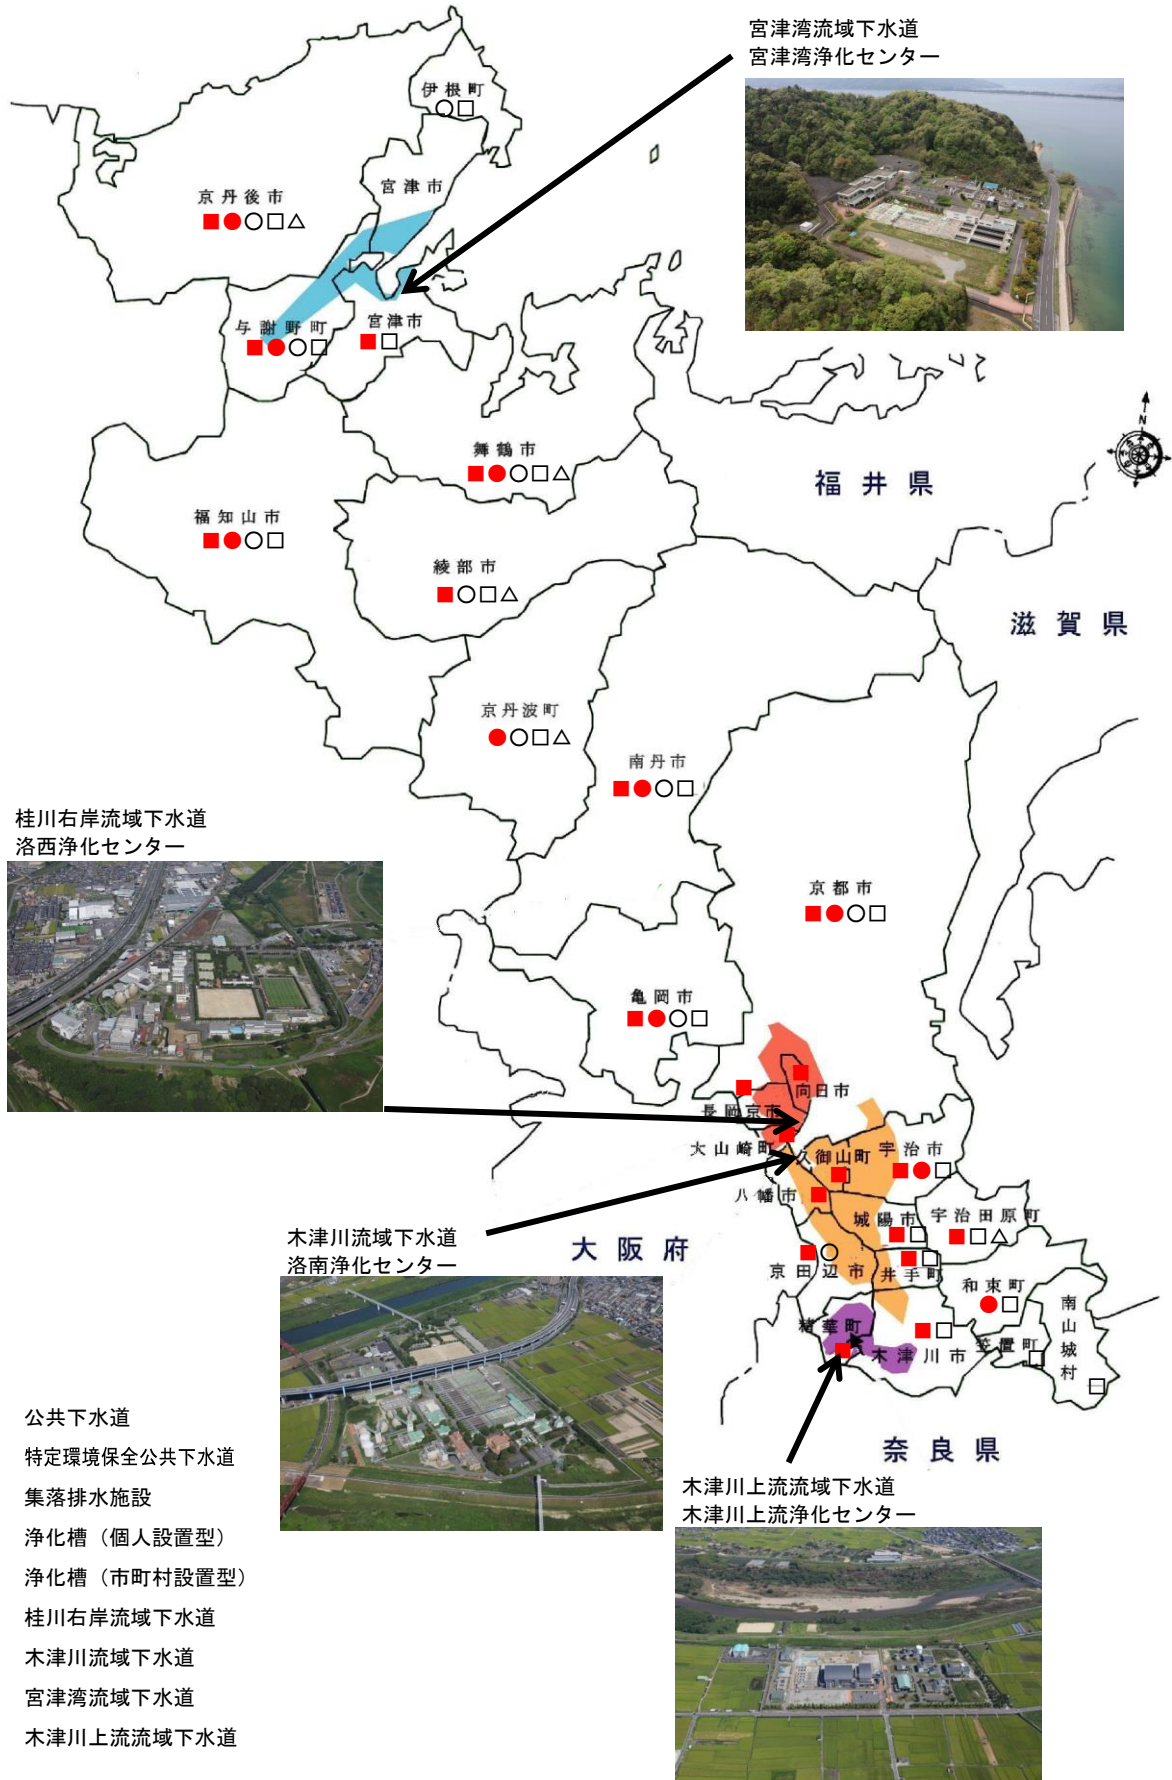 宮津湾流域下水道
宮津湾浄化センター
伊根町
宮津市
京丹後市
与謝野町
宮津市
N
舞鶴市
福井県
福知山市
綾部市
滋賀県
京丹波町
南丹市
桂川右岸流域下水道
洛西浄化センター
京都市
亀岡市
向日市
長岡京市
大山崎町
久御山町
宇治市
八幡市
城陽市
宇治田原町
木津川流域下水道
洛南浄化センター
大阪府
京田辺市
井手町
和束町
南山城村
精華町
笠置町
木津川市
公共下水道
特定環境保全公共下水道
集落排水施設
浄化槽（個人設置型）
浄化槽（市町村設置型）
桂川右岸流域下水道
木津川流域下水道
宮津湾流域下水道
木津川上流流域下水道
奈良県
木津川上流流域下水道
木津川上流浄化センター